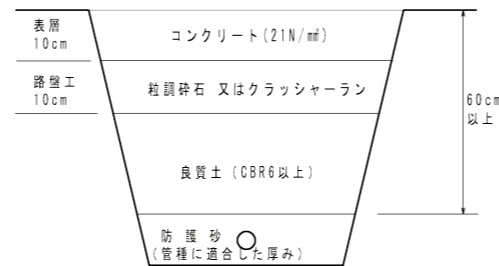 表層
10cm
コンクリート(21N/㎟)
路盤工
10cm
粒調砕石 又はクラッシャーラン
60cm
以上
良質土(CBR6以上)
防護砂
(管種に適合した厚み)